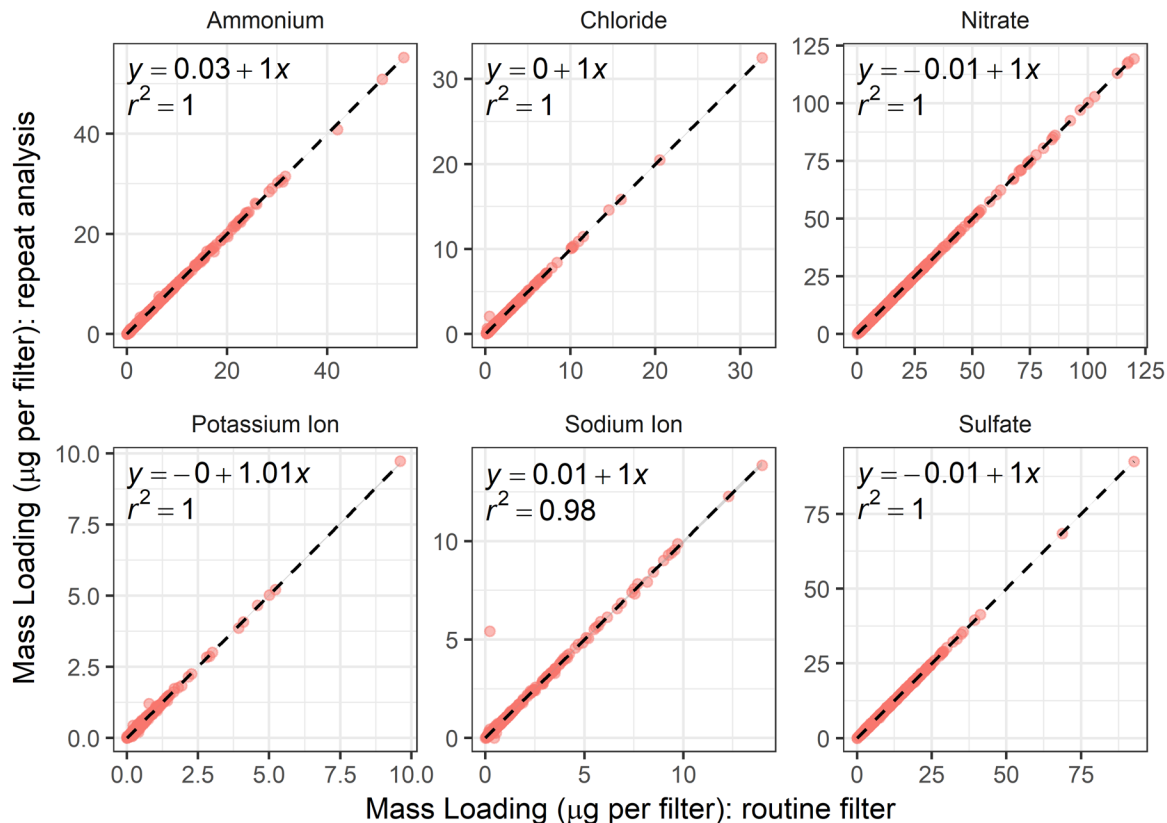 Mass Loading (μg per filter): repeat analysis
Ammonium
y = 0.03 + 1x
r² = 1
40
20
0
0 20 40
Chloride
y = 0 + 1x
r² = 1
30
20
10
0
0 10 20 30
Nitrate
y = −0.01 + 1x
r² = 1
125
100
75
50
25
0
0 25 50 75 100 125
Potassium Ion
y = −0 + 1.01x
r² = 1
10.0
7.5
5.0
2.5
0.0
0.0 2.5 5.0 7.5 10.0
Sodium Ion
y = 0.01 + 1x
r² = 0.98
10
5
0
0 5 10
Sulfate
y = −0.01 + 1x
r² = 1
75
50
25
0
0 25 50 75
Mass Loading (μg per filter): routine filter